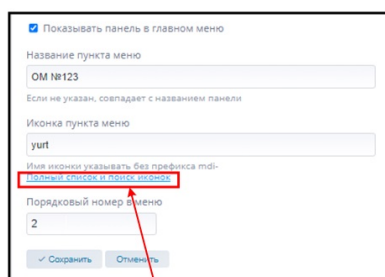 Показывать панель в главном меню
Название пункта меню
ОМ №123
Если не указан, совпадает с названием панели
Иконка пункта меню
yurt
Имя иконки указывать без префикса mdi-
Полный список и поиск иконок
Порядковый номер в меню
2
✓ Сохранить Отменить